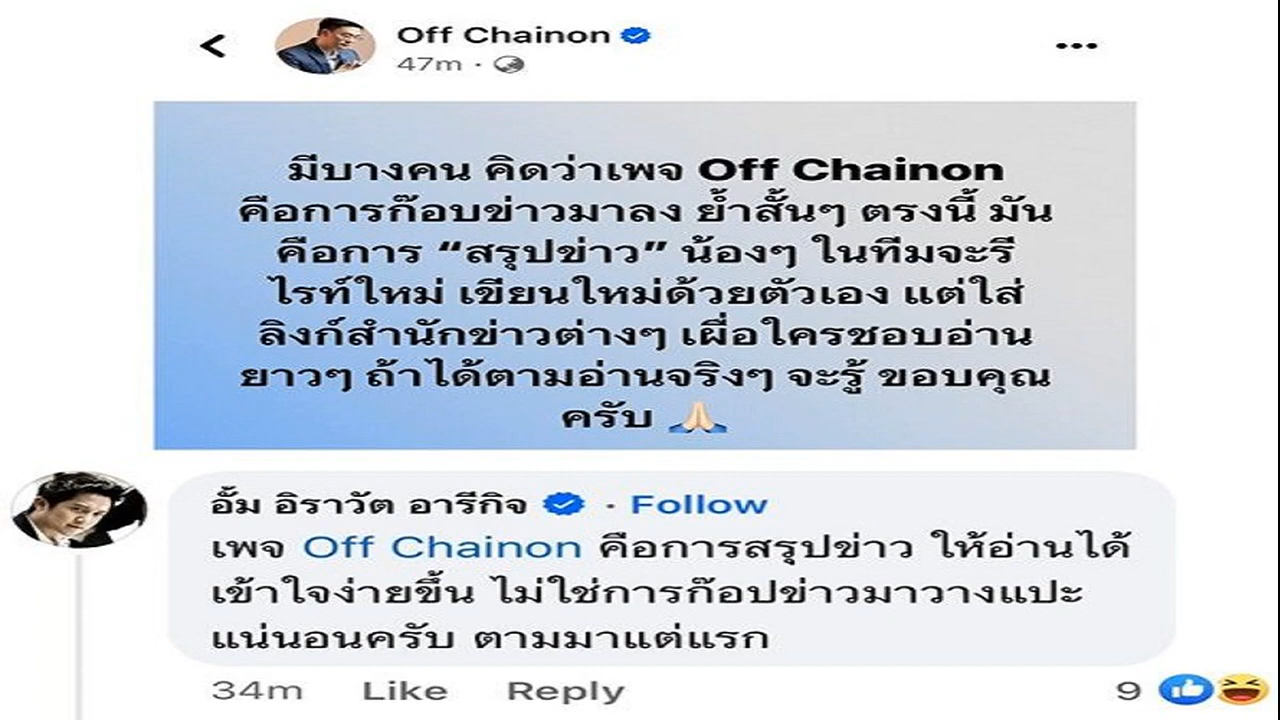 Off Chainon
47m ·
มีบางคน คิดว่าเพจ Off Chainon
คือการก๊อบข่าวมาลง ย้ำสั้นๆ ตรงนี้ มัน
คือการ “สรุปข่าว” น้องๆ ในทีมจะรี
ไรท์ใหม่ เขียนใหม่ด้วยตัวเอง แต่ใส่
ลิงก์สำนักข่าวต่างๆ เผื่อใครชอบอ่าน
ยาวๆ ถ้าได้ตามอ่านจริงๆ จะรู้ ขอบคุณ
ครับ 🙏🏻
อั้ม อิราวัต อารีกิจ · Follow
เพจ Off Chainon คือการสรุปข่าว ให้อ่านได้
เข้าใจง่ายขึ้น ไม่ใช่การก๊อปข่าวมาวางแปะ
แน่นอนครับ ตามมาแต่แรก
34m Like Reply 9